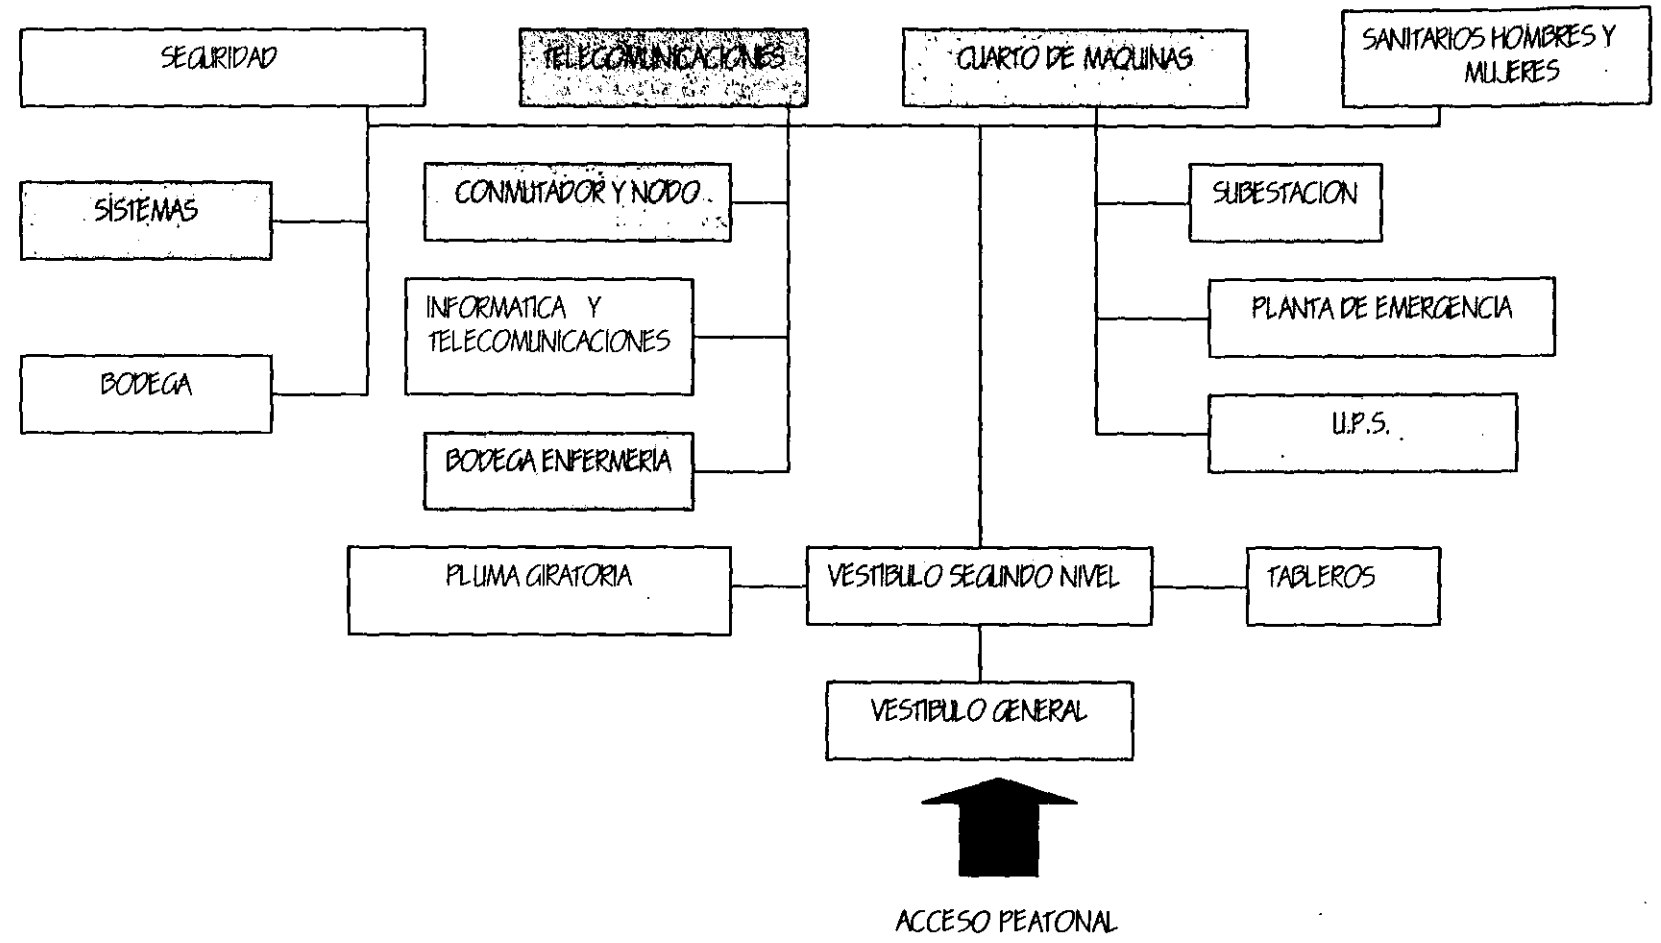 SEGURIDAD
TELECOMUNICACIONES
CUARTO DE MAQUINAS
SANITARIOS HOMBRES Y
MUJERES
SISTEMAS
CONMUTADOR Y NODO
SUBESTACION
INFORMATICA Y
TELECOMUNICACIONES
PLANTA DE EMERGENCIA
BODEGA
U.P.S.
BODEGA ENFERMERIA
PLUMA GIRATORIA
VESTIBULO SEGUNDO NIVEL
TABLEROS
VESTIBULO GENERAL
ACCESO PEATONAL